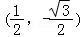 (1/2, -√3/2)